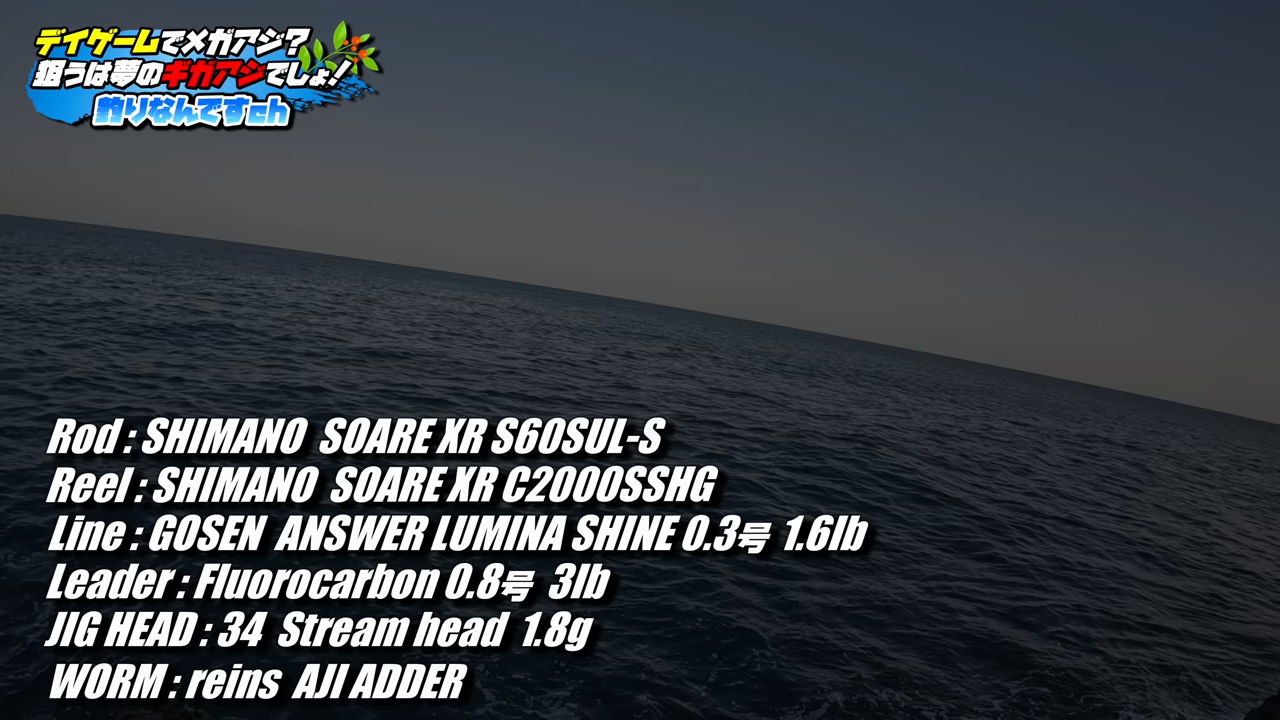 デイゲームでメガアジ?
狙うは夢のギガアジでしょ!
釣りなんですch
Rod : SHIMANO SOARE XR S60SUL-S
Reel : SHIMANO SOARE XR C2000SSHG
Line : GOSEN ANSWER LUMINA SHINE 0.3号 1.6lb
Leader : Fluorocarbon 0.8号 3lb
JIG HEAD : 34 Stream head 1.8g
WORM : reins AJI ADDER